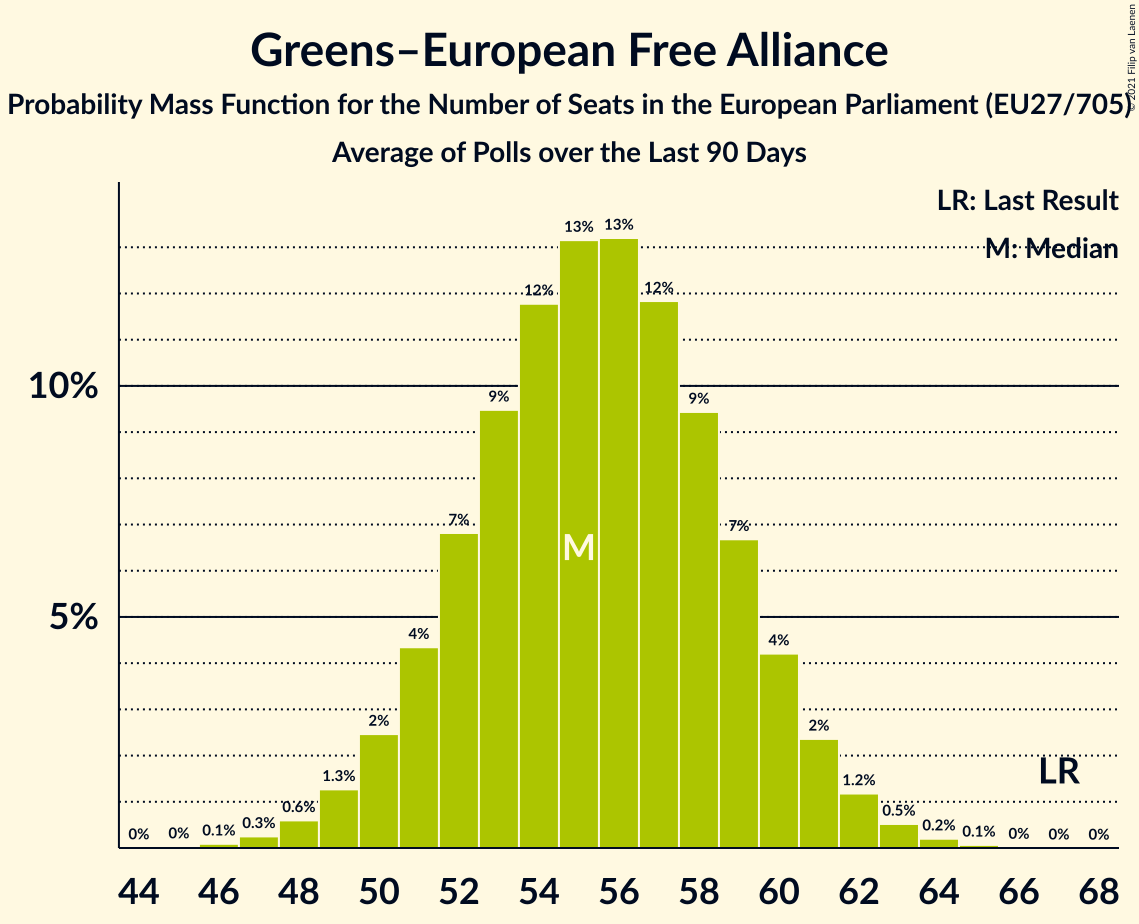 Greens–European Free Alliance
Probability Mass Function for the Number of Seats in the European Parliament (EU27/705)
Average of Polls over the Last 90 Days
© 2021 Filip van Laenen
LR: Last Result
M: Median
10%
5%
0% 0% 0.1% 0.3% 0.6% 1.3% 2% 4% 7% 9% 12% 13% 13% 12% 9% 7% 4% 2% 1.2% 0.5% 0.2% 0.1% 0% 0% 0%
M
LR
44 46 48 50 52 54 56 58 60 62 64 66 68